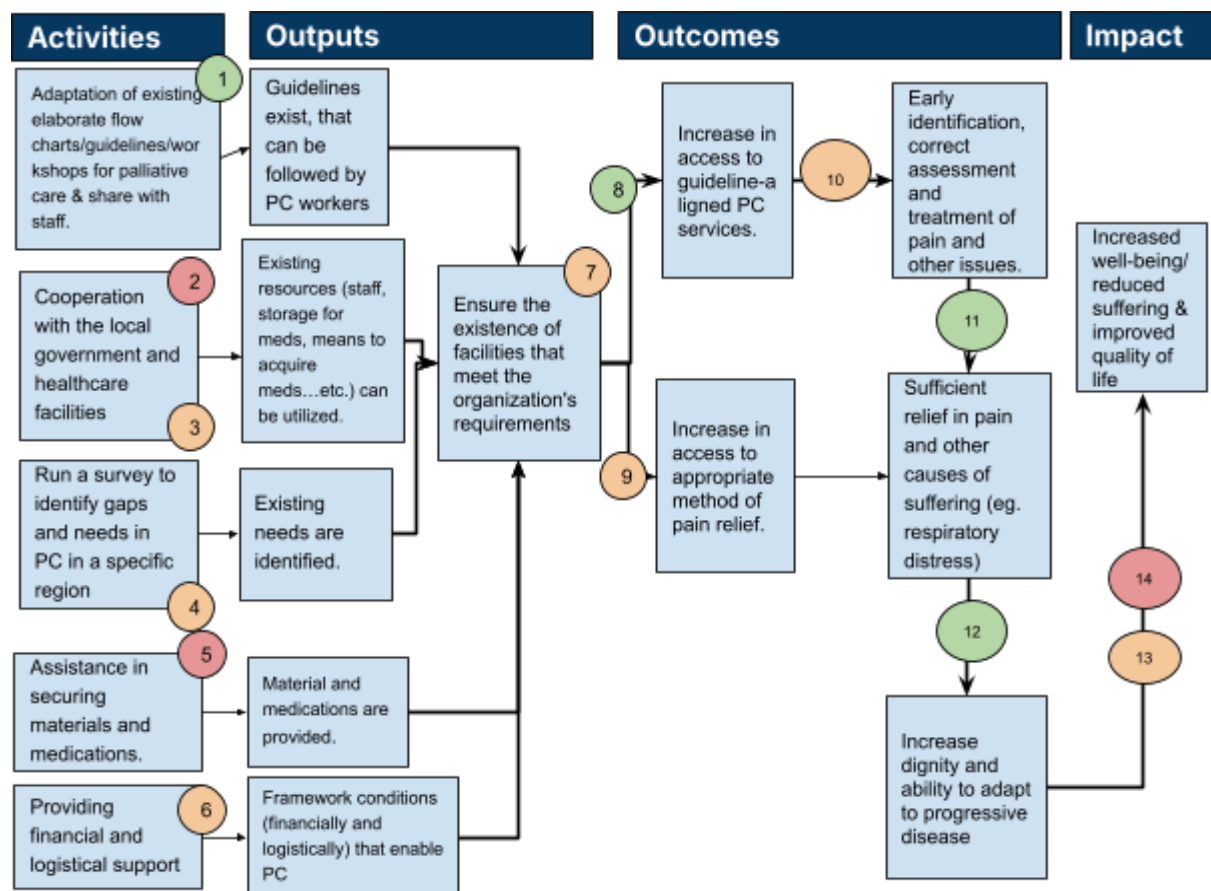 Activities
Outputs
Outcomes
Impact
1
Adaptation of existing
elaborate flow
charts/guidelines/wor
kshops for palliative
care & share with
staff.
Guidelines
exist, that
can be
followed by
PC workers
2
Cooperation
with the local
government and
healthcare
facilities
3
Existing
resources (staff,
storage for
meds, means to
acquire
meds...etc.) can
be utilized.
Run a survey to
identify gaps
and needs in
PC in a specific
region
4
Existing
needs are
identified.
5
Assistance in
securing
materials and
medications.
Material and
medications are
provided.
6
Providing
financial and
logistical support
Framework conditions
(financially and
logistically) that enable
PC
7
Ensure the
existence of
facilities that
meet the
organization's
requirements
8
9
Increase in
access to
guideline-a
ligned PC
services.
10
Early
identification,
correct
assessment
and
treatment of
pain and
other issues.
11
Increase in
access to
appropriate
method of
pain relief.
Sufficient
relief in pain
and other
causes of
suffering (eg.
respiratory
distress)
12
Increase
dignity and
ability to adapt
to progressive
disease
Increased
well-being/
reduced
suffering &
improved
quality of
life
14
13